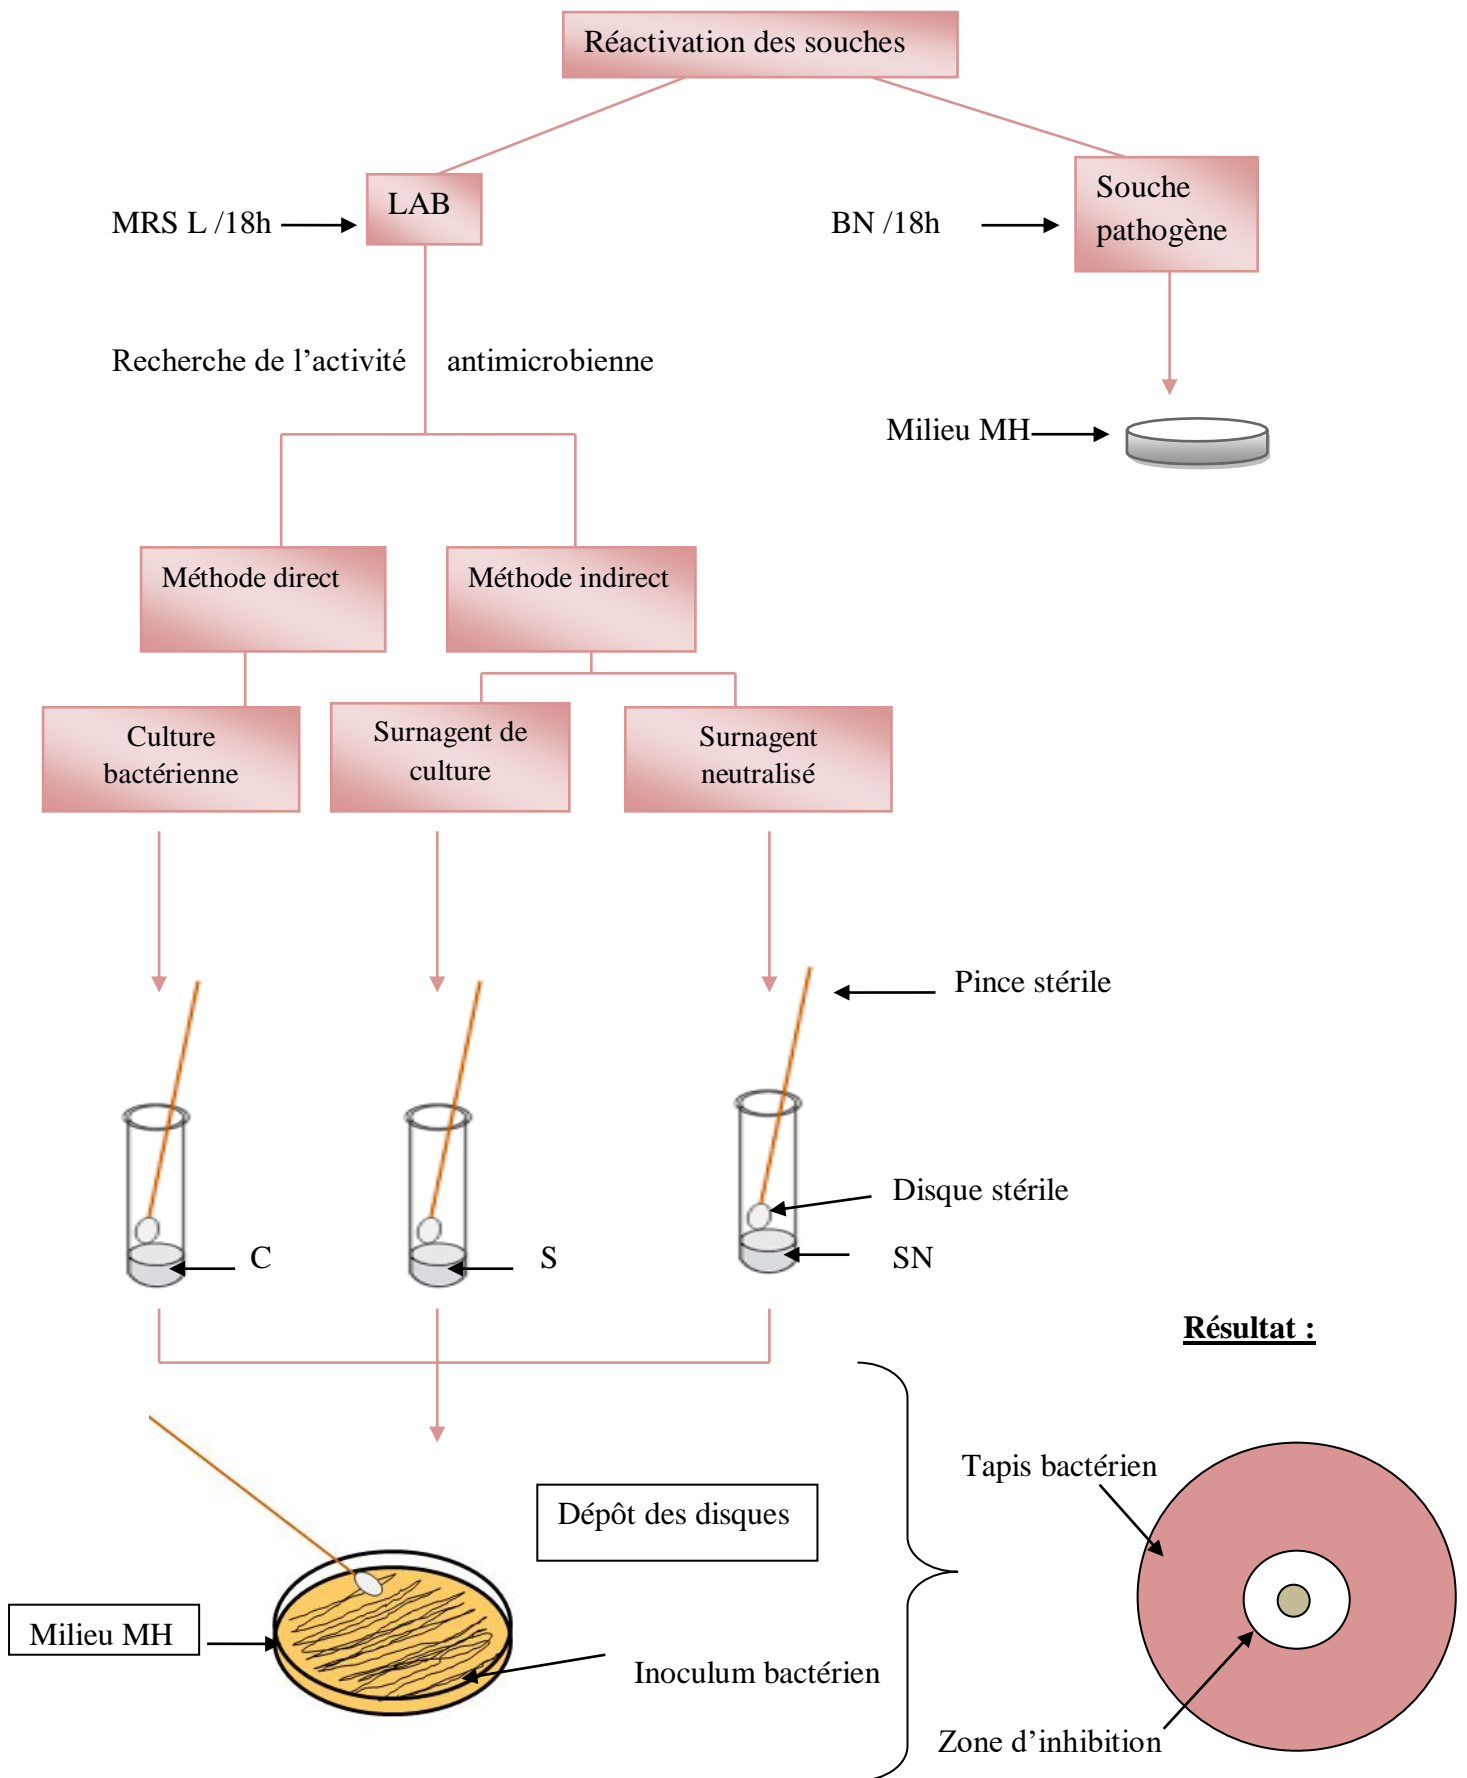 Réactivation des souches
LAB
MRS L /18h
Souche
pathogène
BN /18h
Recherche de l’activité antimicrobienne
Milieu MH
Méthode direct
Méthode indirect
Culture
bactérienne
Surnagent de
culture
Surnagent
neutralisé
Pince stérile
Disque stérile
C
S
SN
Résultat :
Tapis bactérien
Dépôt des disques
Milieu MH
Inoculum bactérien
Zone d’inhibition